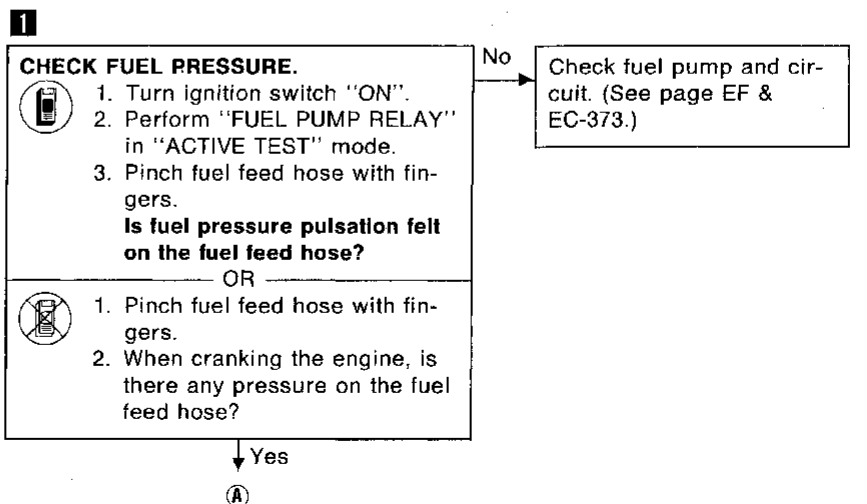 1
CHECK FUEL PRESSURE.
1. Turn ignition switch "ON".
2. Perform "FUEL PUMP RELAY"
in "ACTIVE TEST" mode.
3. Pinch fuel feed hose with fin-
gers.
Is fuel pressure pulsation felt
on the fuel feed hose?
OR
1. Pinch fuel feed hose with fin-
gers.
2. When cranking the engine, is
there any pressure on the fuel
feed hose?
No
Check fuel pump and cir-
cuit. (See page EF &
EC-373.)
Yes
A